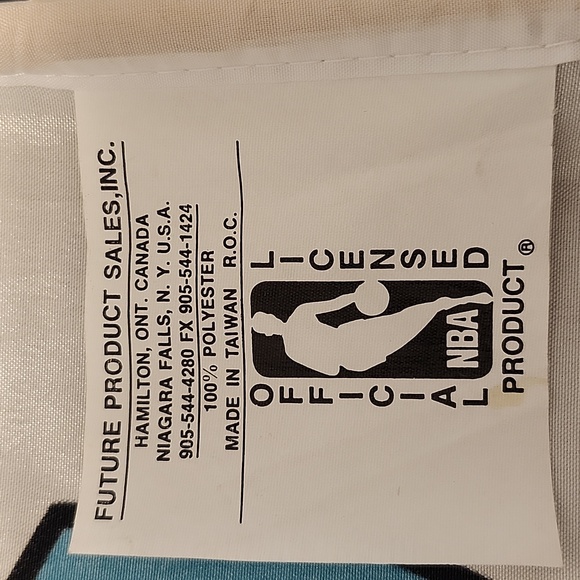 FUTURE PRODUCT SALES,INC.
HAMILTON, ONT. CANADA
NIAGARA FALLS, N. Y. U.S.A.
905-544-4280 FX 905-544-1424
100% POLYESTER
MADE IN TAIWAN R.O.C.
OFFICIAL
LICENSED
NBA
PRODUCT®